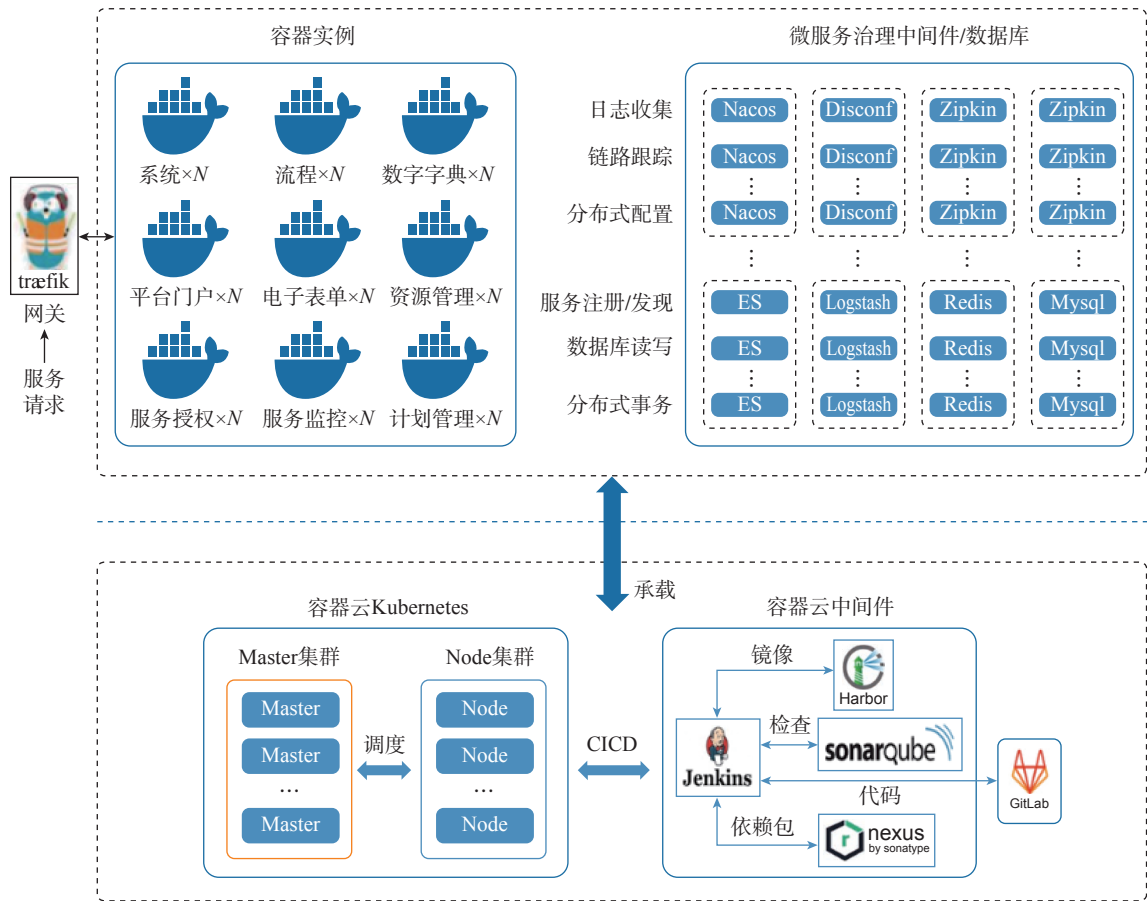 容器实例
微服务治理中间件/数据库
系统×N
流程×N
数字字典×N
平台门户×N
电子表单×N
资源管理×N
服务授权×N
服务监控×N
计划管理×N
træfik
网关
服务
请求
日志收集
Nacos
Disconf
Zipkin
Zipkin
链路跟踪
Nacos
Disconf
Zipkin
Zipkin
⋮
⋮
⋮
⋮
分布式配置
Nacos
Disconf
Zipkin
Zipkin
⋮
⋮
⋮
⋮
服务注册/发现
ES
Logstash
Redis
Mysql
数据库读写
ES
Logstash
Redis
Mysql
⋮
⋮
⋮
⋮
分布式事务
ES
Logstash
Redis
Mysql
承载
容器云Kubernetes
Master集群
Node集群
Master
Node
Master
Node
…
…
Master
Node
调度
CICD
容器云中间件
镜像
Harbor
检查
sonarqube
Jenkins
代码
GitLab
依赖包
r
nexus
by sonatype